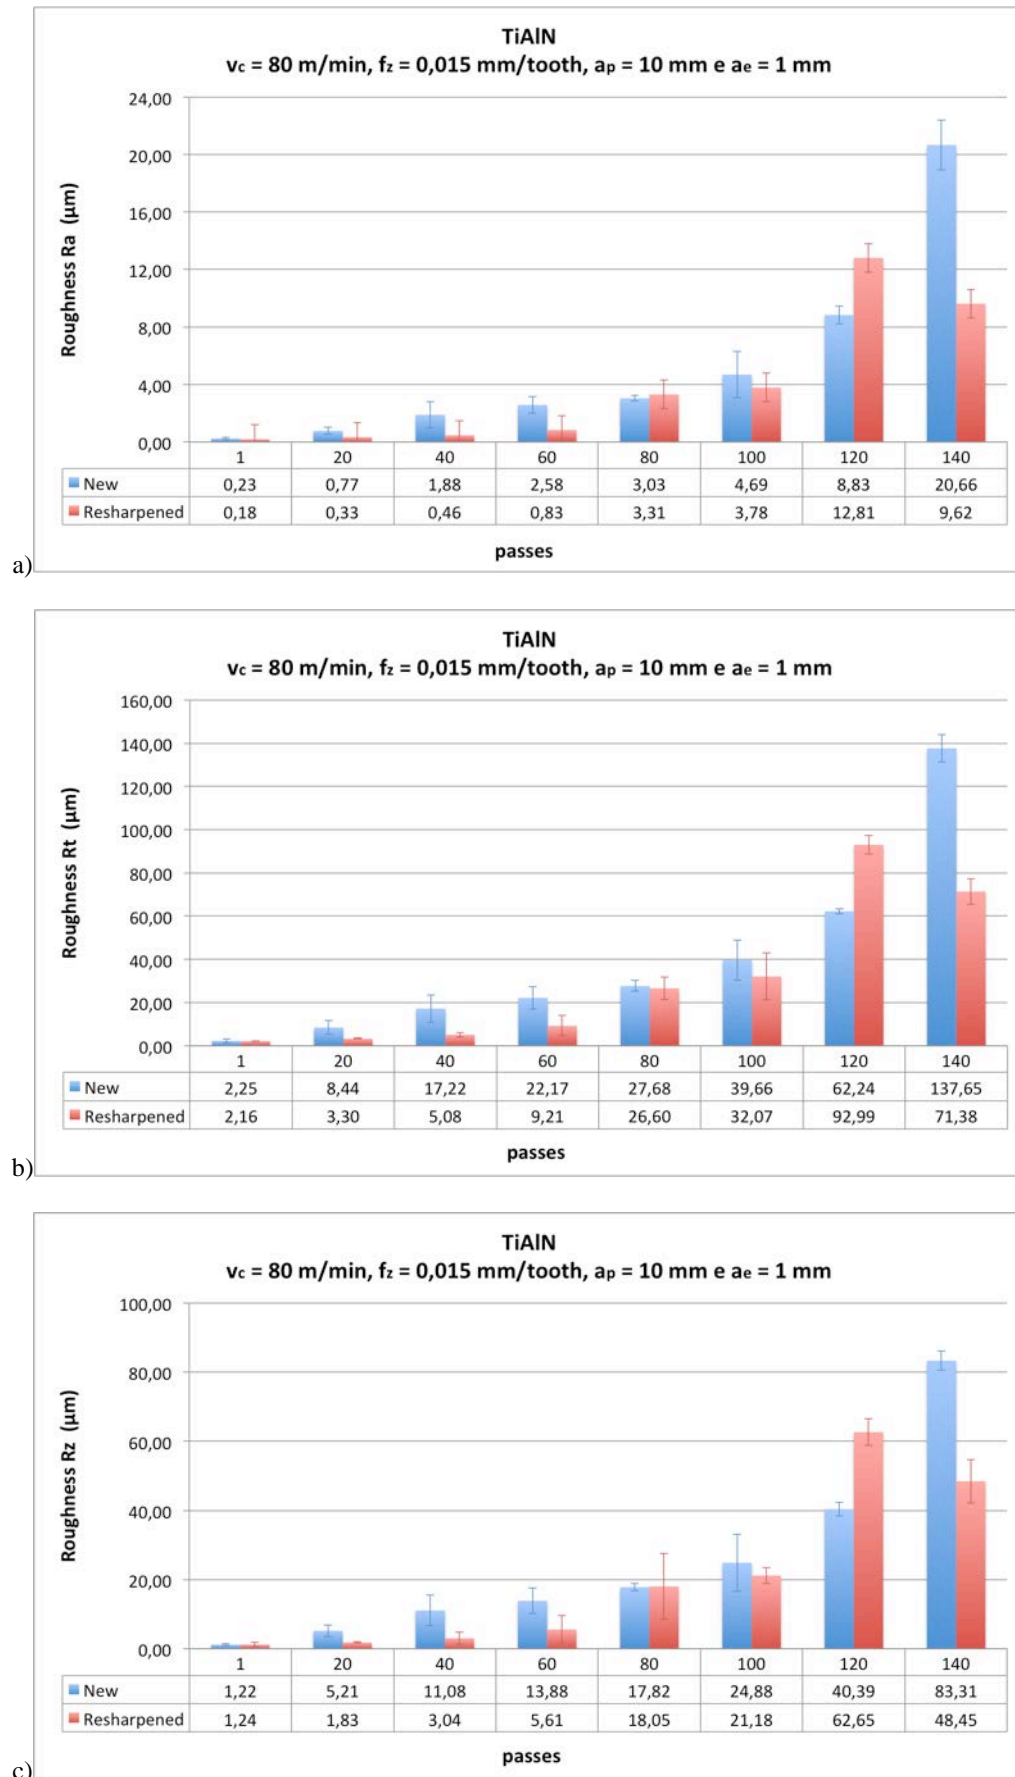 TiAlN
vc = 80 m/min, fz = 0,015 mm/tooth, ap = 10 mm e ae = 1 mm
Roughness Ra (µm)
24,00
20,00
16,00
12,00
8,00
4,00
0,00
1 20 40 60 80 100 120 140
New 0,23 0,77 1,88 2,58 3,03 4,69 8,83 20,66
Resharpened 0,18 0,33 0,46 0,83 3,31 3,78 12,81 9,62
passes
a)
TiAlN
vc = 80 m/min, fz = 0,015 mm/tooth, ap = 10 mm e ae = 1 mm
Roughness Rt (µm)
160,00
140,00
120,00
100,00
80,00
60,00
40,00
20,00
0,00
1 20 40 60 80 100 120 140
New 2,25 8,44 17,22 22,17 27,68 39,66 62,24 137,65
Resharpened 2,16 3,30 5,08 9,21 26,60 32,07 92,99 71,38
passes
b)
TiAlN
vc = 80 m/min, fz = 0,015 mm/tooth, ap = 10 mm e ae = 1 mm
Roughness Rz (µm)
100,00
80,00
60,00
40,00
20,00
0,00
1 20 40 60 80 100 120 140
New 1,22 5,21 11,08 13,88 17,82 24,88 40,39 83,31
Resharpened 1,24 1,83 3,04 5,61 18,05 21,18 62,65 48,45
passes
c)